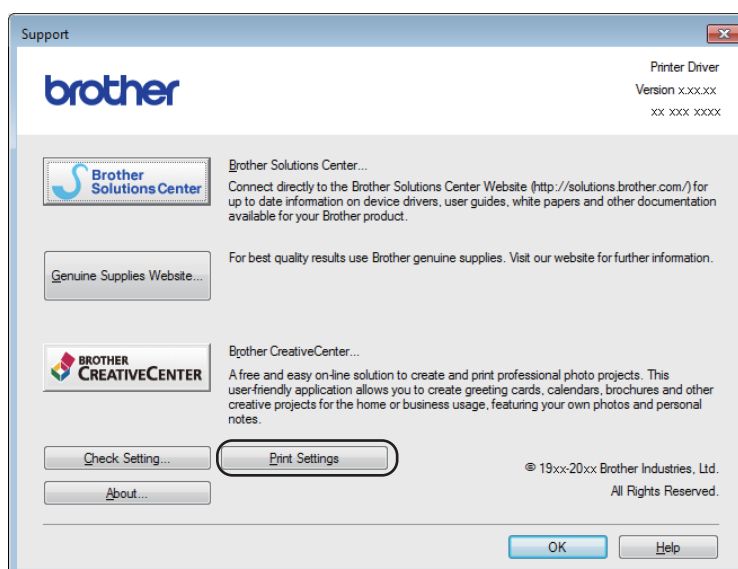 Support
brother
Printer Driver
Version x.xx.xx
xx xxx xxxx
Brother
Solutions Center
Brother Solutions Center...
Connect directly to the Brother Solutions Center Website (http://solutions.brother.com/) for
up to date information on device drivers, user guides, white papers and other documentation
available for your Brother product.
Genuine Supplies Website...
For best quality results use Brother genuine supplies. Visit our website for further information.
BROTHER
CREATIVECENTER
Brother CreativeCenter...
A free and easy on-line solution to create and print professional photo projects. This
user-friendly application allows you to create greeting cards, calendars, brochures and other
creative projects for the home or business usage, featuring your own photos and personal
notes.
Check Setting...
Print Settings
About...
© 19xx-20xx Brother Industries, Ltd.
All Rights Reserved.
OK
Help